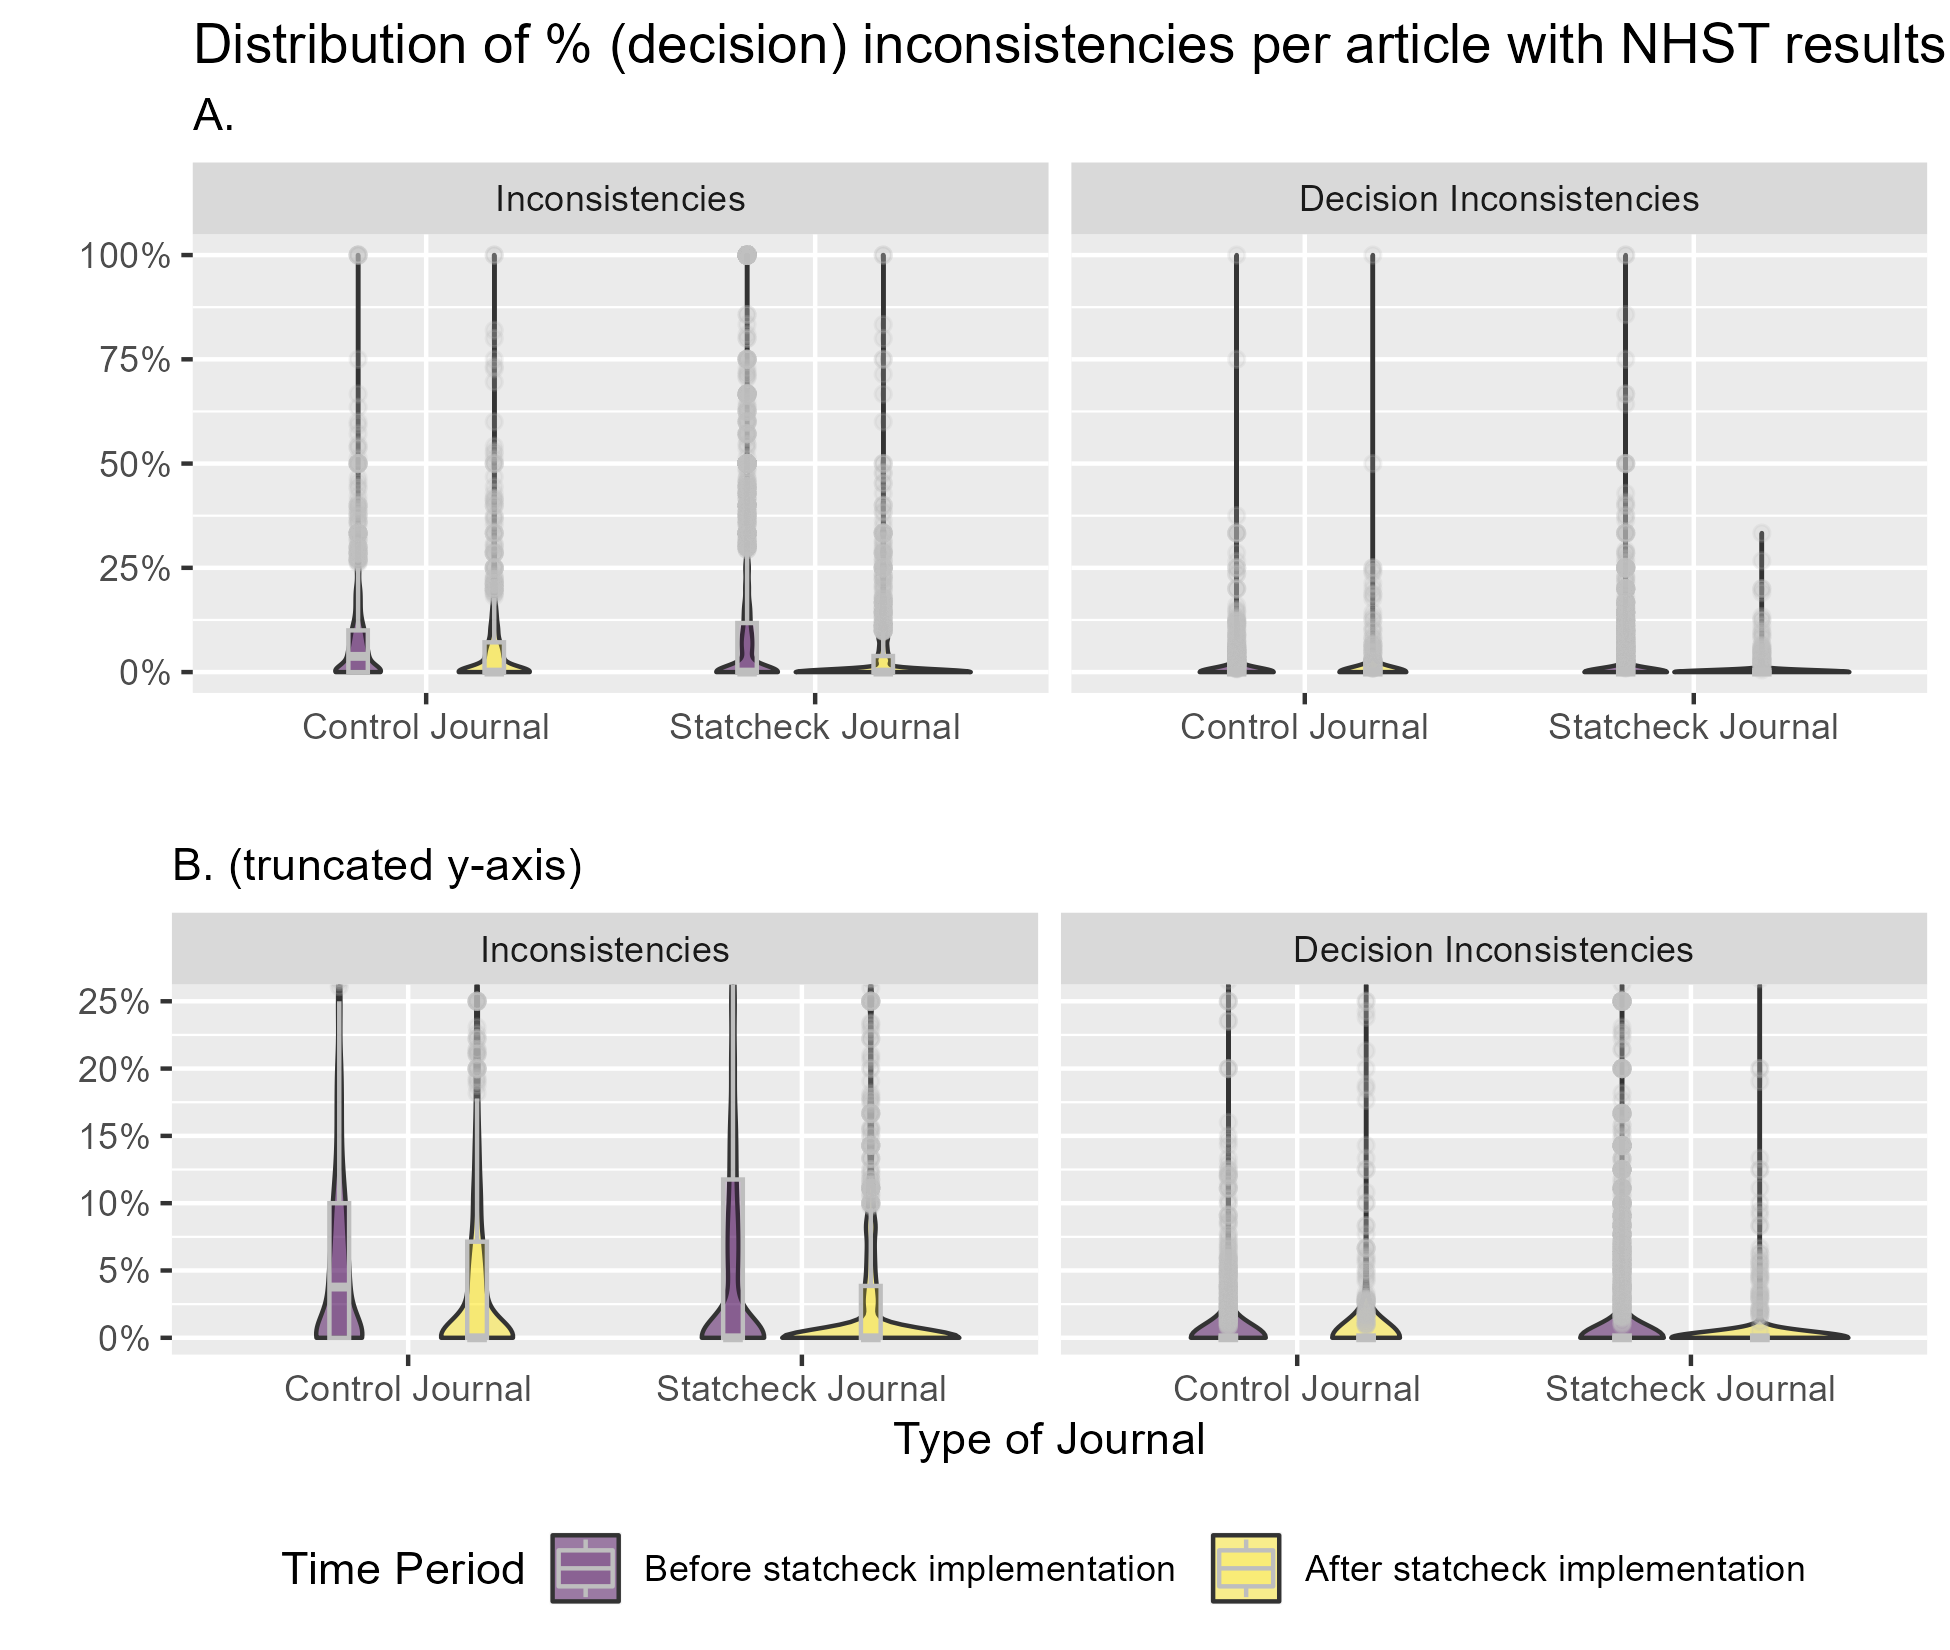 Distribution of % (decision) inconsistencies per article with NHST results
A.
Inconsistencies
Decision Inconsistencies
100%
75%
50%
25%
0%
Control Journal
Statcheck Journal
Control Journal
Statcheck Journal
B. (truncated y-axis)
Inconsistencies
Decision Inconsistencies
25%
20%
15%
10%
5%
0%
Control Journal
Statcheck Journal
Control Journal
Statcheck Journal
Type of Journal
Time Period
Before statcheck implementation
After statcheck implementation